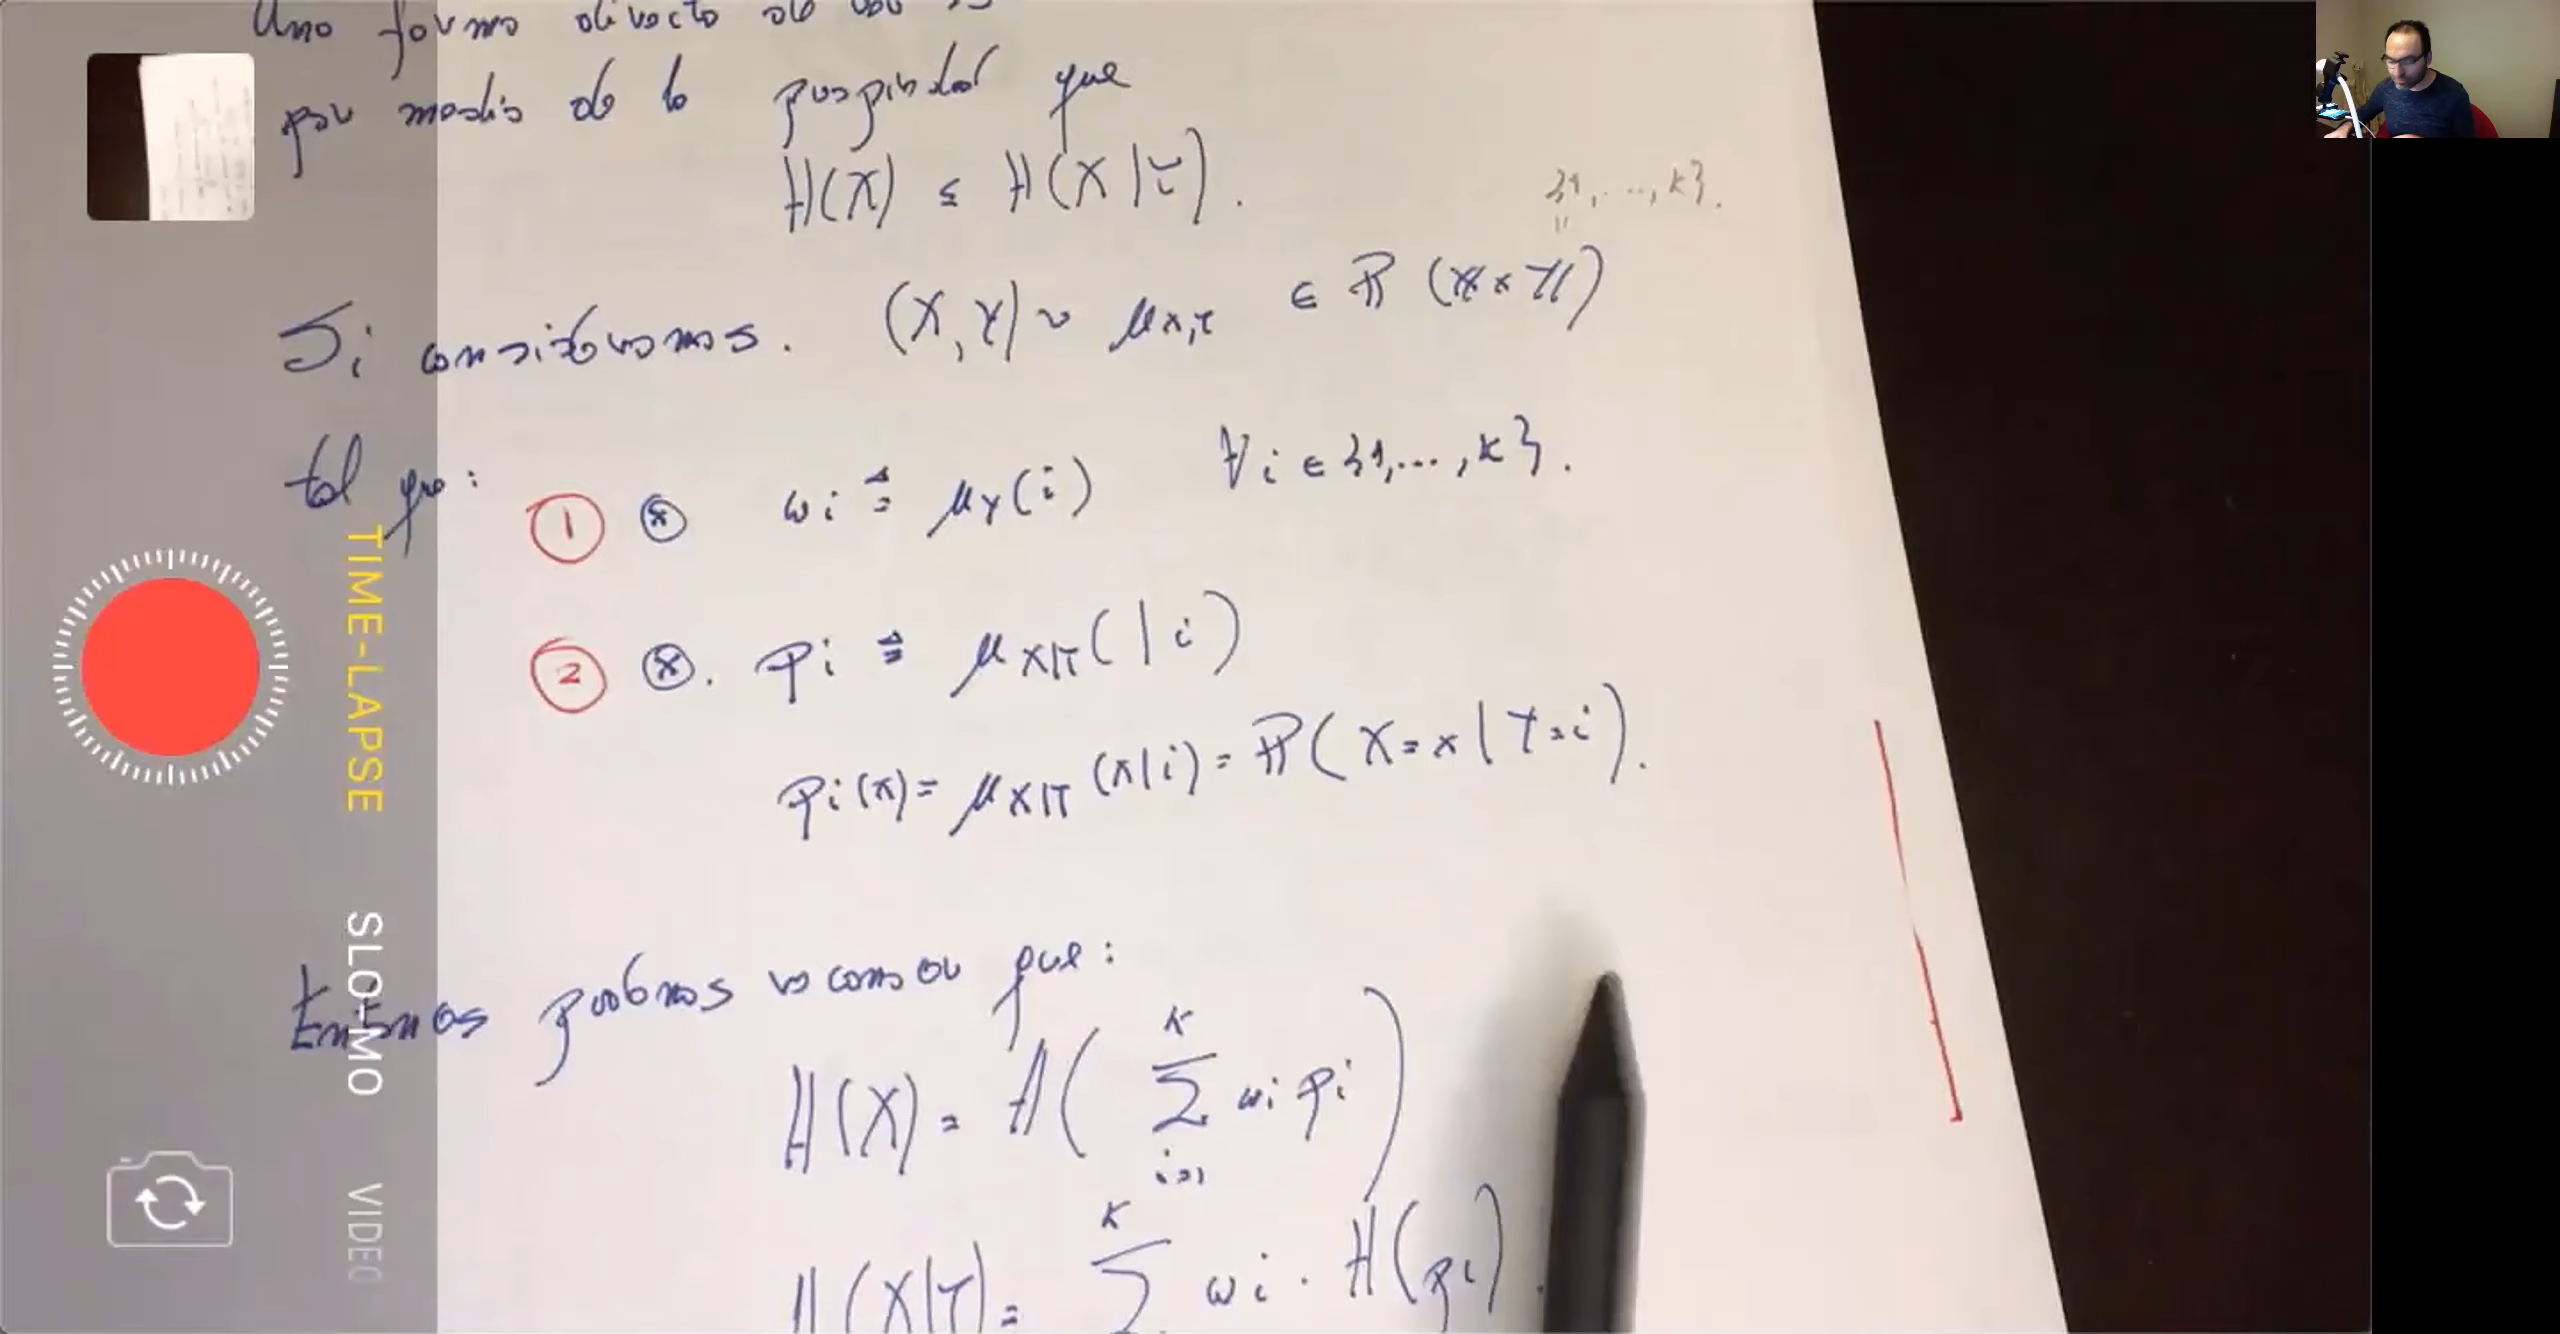 Una forma directa de
por medio de la propiedad que
H(X) ≤ H(X|Y).
{1,...,K}.
"
Si consideramos. (X,Y) ~ μX,Y ∈ P(X×Y)
tal que:
① ⊛ wi ≜ μY(i) ∀i ∈ {1,...,K}.
② ⊛. Pi ≜ μX|Y( |i)
Pi(x) = μX|Y(x|i) = P(X=x|Y=i).
Entonces podemos reconocer que:
H(X) = H(∑_{i=1}^{K} wi Pi)
H(X|Y) = ∑^{K} wi · H(Pi).
TIME-LAPSE
SLO-MO
VIDEO